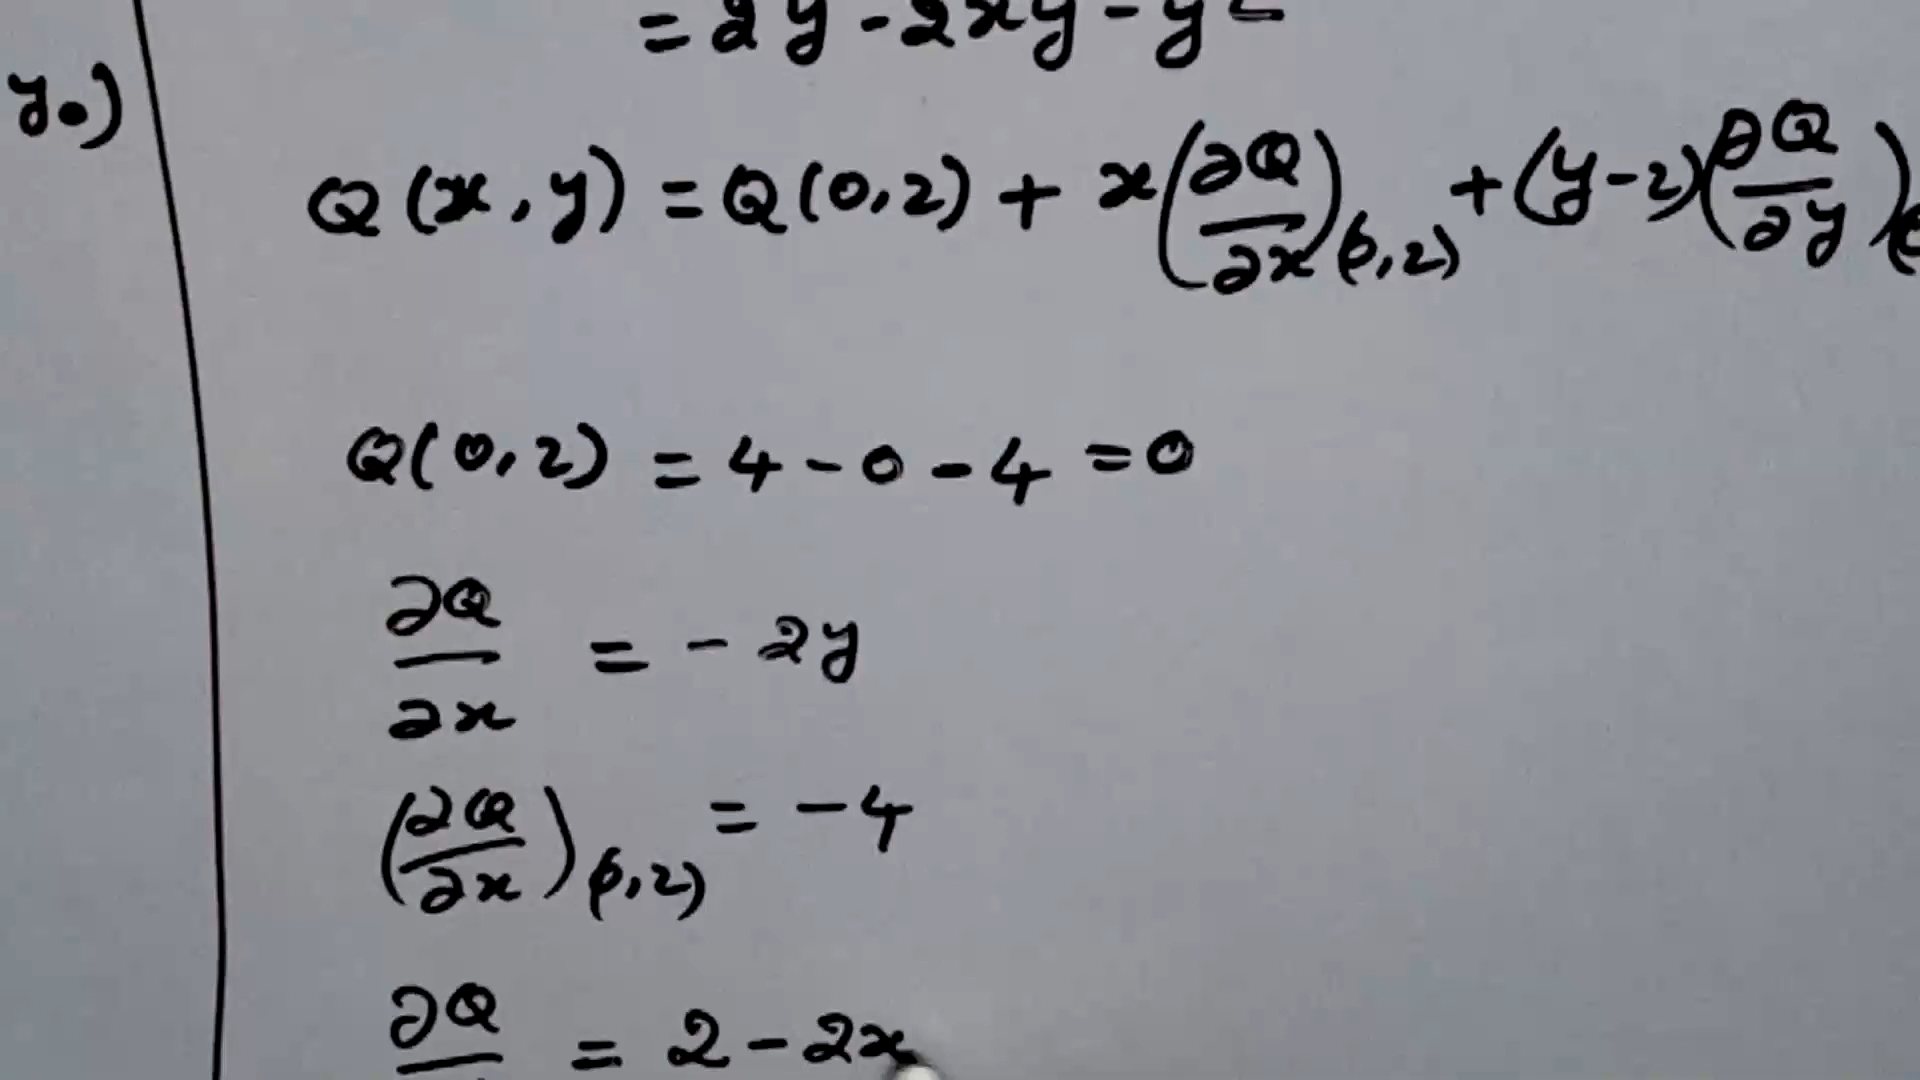 = 2y - 2xy - y²
y₀)
Q(x, y) = Q(0, 2) + x(∂Q/∂x)(0, 2) + (y-2)(∂Q/∂y)(
Q(0, 2) = 4 - 0 - 4 = 0
∂Q/∂x = - 2y
(∂Q/∂x)(0, 2) = - 4
∂Q = 2 - 2x